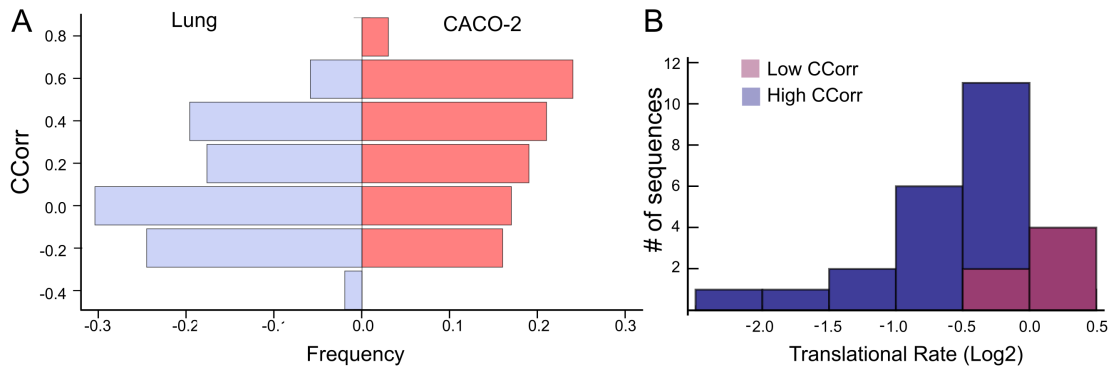 A
Lung
CACO-2
0.8
0.6
0.4
0.2
0.0
-0.2
-0.4
CCorr
-0.3
-0.2
-0.1
0.0
0.1
0.2
0.3
Frequency
B
Low CCorr
High CCorr
12
10
8
6
4
2
# of sequences
-2.0
-1.5
-1.0
-0.5
0.0
0.5
Translational Rate (Log2)